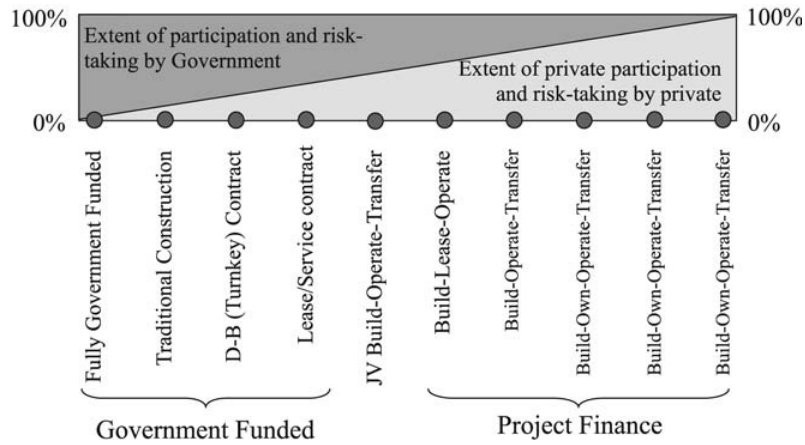 100%
100%
Extent of participation and risk-
taking by Government
Extent of private participation
and risk-taking by private
0%
0%
Fully Government Funded
Traditional Construction
D-B (Turnkey) Contract
Lease/Service contract
JV Build-Operate-Transfer
Build-Lease-Operate
Build-Operate-Transfer
Build-Own-Operate-Transfer
Build-Own-Operate-Transfer
Build-Own-Operate-Transfer
Government Funded
Project Finance